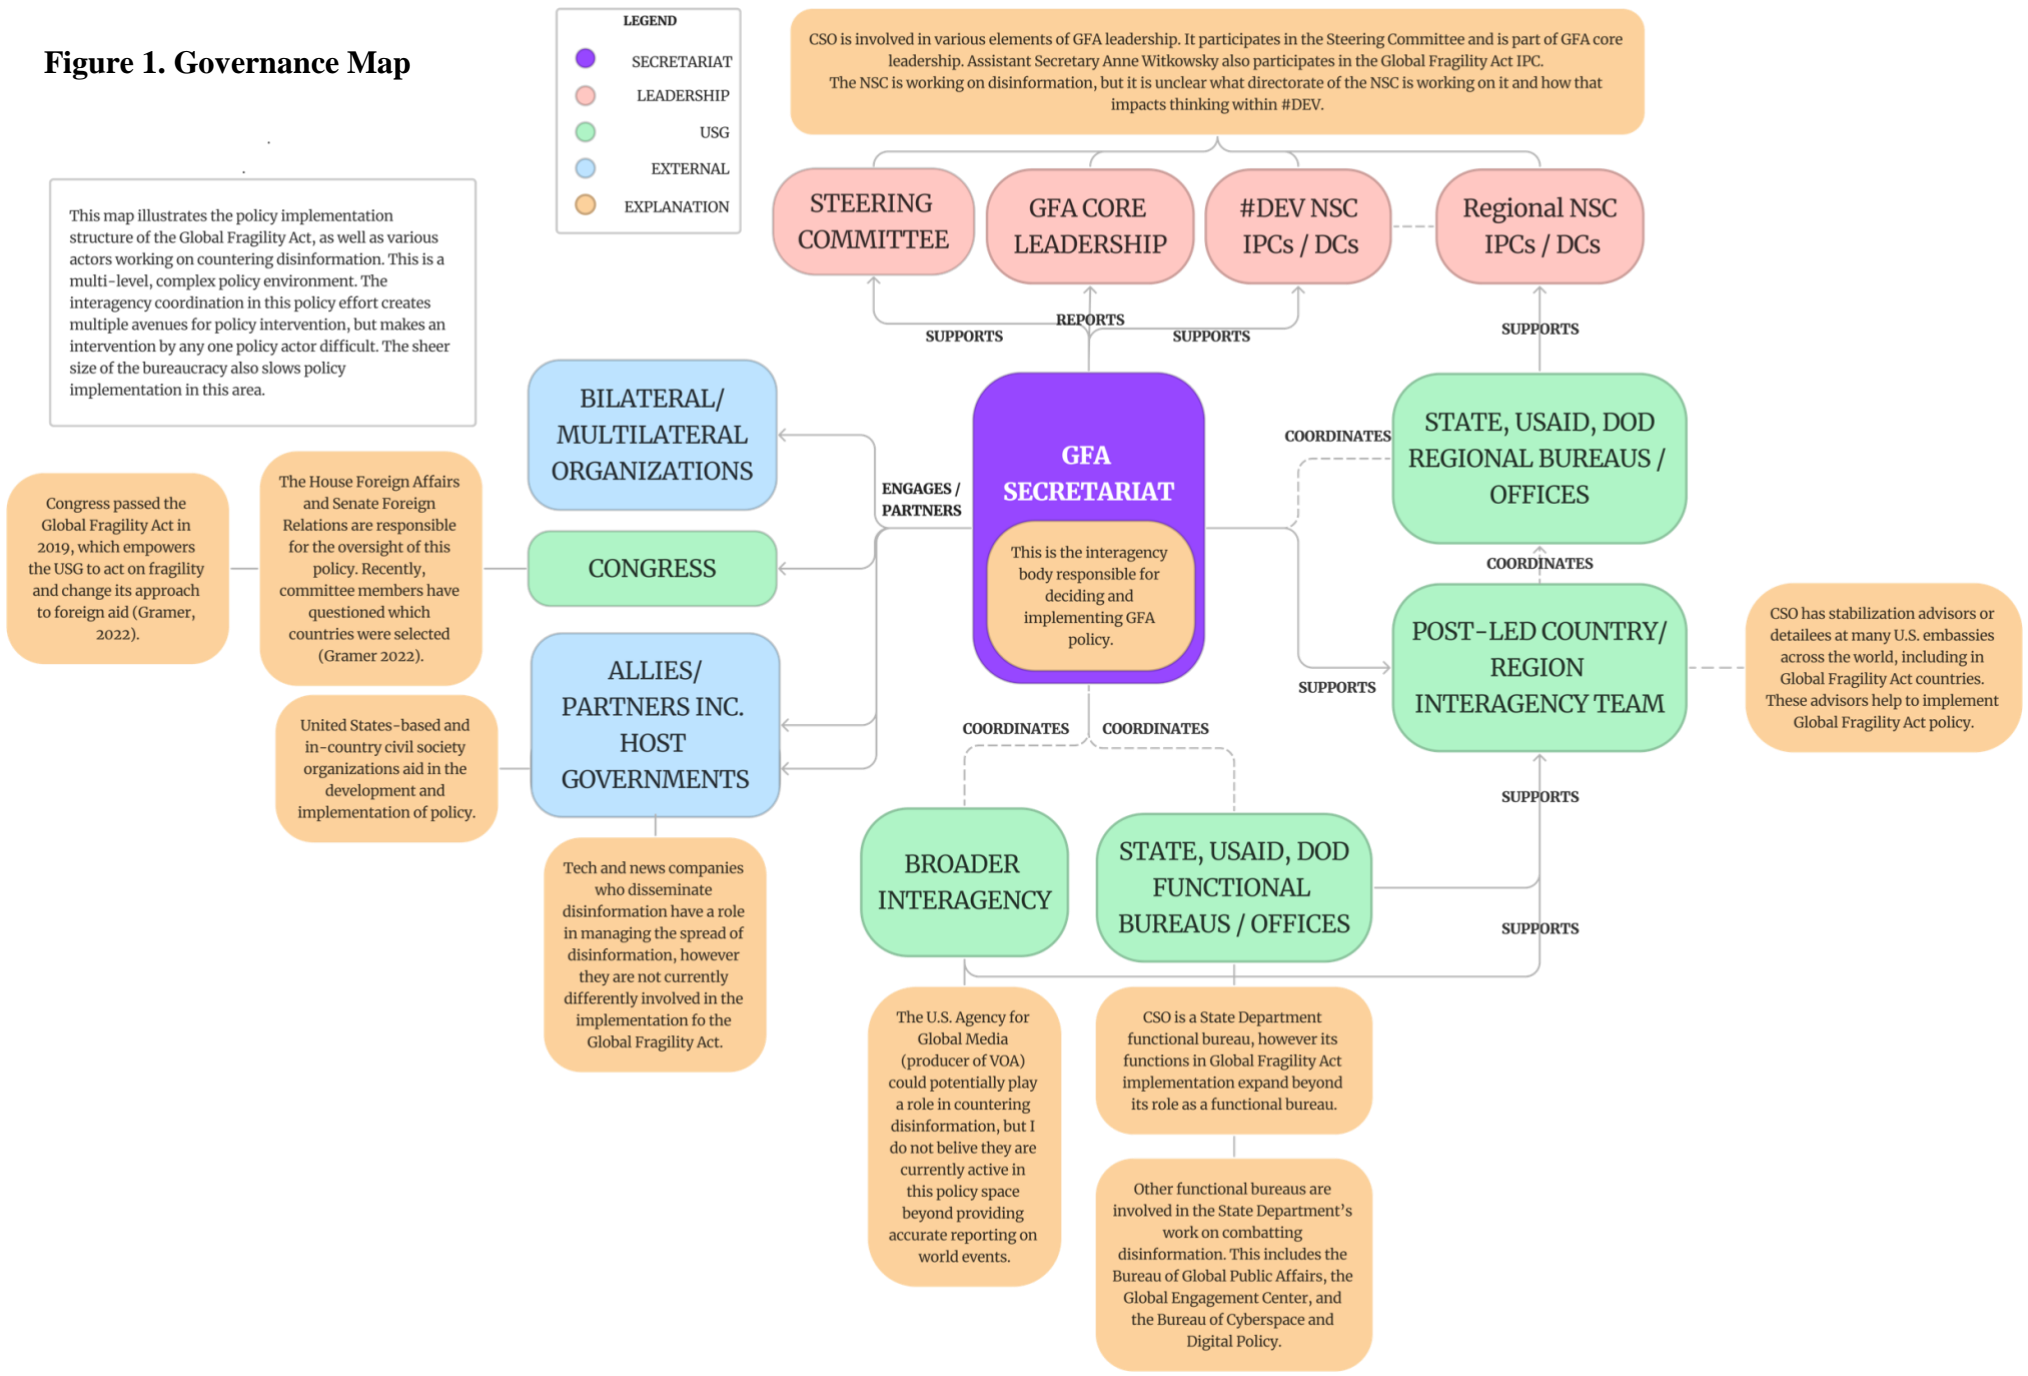 Figure 1. Governance Map
LEGEND
SECRETARIAT
LEADERSHIP
USG
EXTERNAL
EXPLANATION
CSO is involved in various elements of GFA leadership. It participates in the Steering Committee and is part of GFA core
leadership. Assistant Secretary Anne Witkowsky also participates in the Global Fragility Act IPC.
The NSC is working on disinformation, but it is unclear what directorate of the NSC is working on it and how that
impacts thinking within #DEV.
This map illustrates the policy implementation
structure of the Global Fragility Act, as well as various
actors working on countering disinformation. This is a
multi-level, complex policy environment. The
interagency coordination in this policy effort creates
multiple avenues for policy intervention, but makes an
intervention by any one policy actor difficult. The sheer
size of the bureaucracy also slows policy
implementation in this area.
STEERING
COMMITTEE
GFA CORE
LEADERSHIP
#DEV NSC
IPCs / DCs
Regional NSC
IPCs / DCs
SUPPORTS
REPORTS
SUPPORTS
SUPPORTS
BILATERAL/
MULTILATERAL
ORGANIZATIONS
ENGAGES /
PARTNERS
GFA
SECRETARIAT
This is the interagency
body responsible for
deciding and
implementing GFA
policy.
COORDINATES
STATE, USAID, DOD
REGIONAL BUREAUS /
OFFICES
Congress passed the
Global Fragility Act in
2019, which empowers
the USG to act on fragility
and change its approach
to foreign aid (Gramer,
2022).
The House Foreign Affairs
and Senate Foreign
Relations are responsible
for the oversight of this
policy. Recently,
committee members have
questioned which
countries were selected
(Gramer 2022).
CONGRESS
COORDINATES
POST-LED COUNTRY/
REGION
INTERAGENCY TEAM
SUPPORTS
CSO has stabilization advisors or
detailees at many U.S. embassies
across the world, including in
Global Fragility Act countries.
These advisors help to implement
Global Fragility Act policy.
ALLIES/
PARTNERS INC.
HOST
GOVERNMENTS
United States-based and
in-country civil society
organizations aid in the
development and
implementation of policy.
COORDINATES
COORDINATES
SUPPORTS
Tech and news companies
who disseminate
disinformation have a role
in managing the spread of
disinformation, however
they are not currently
differently involved in the
implementation fo the
Global Fragility Act.
BROADER
INTERAGENCY
STATE, USAID, DOD
FUNCTIONAL
BUREAUS / OFFICES
SUPPORTS
The U.S. Agency for
Global Media
(producer of VOA)
could potentially play
a role in countering
disinformation, but I
do not belive they are
currently active in
this policy space
beyond providing
accurate reporting on
world events.
CSO is a State Department
functional bureau, however its
functions in Global Fragility Act
implementation expand beyond
its role as a functional bureau.
Other functional bureaus are
involved in the State Department's
work on combatting
disinformation. This includes the
Bureau of Global Public Affairs, the
Global Engagement Center, and
the Bureau of Cyberspace and
Digital Policy.